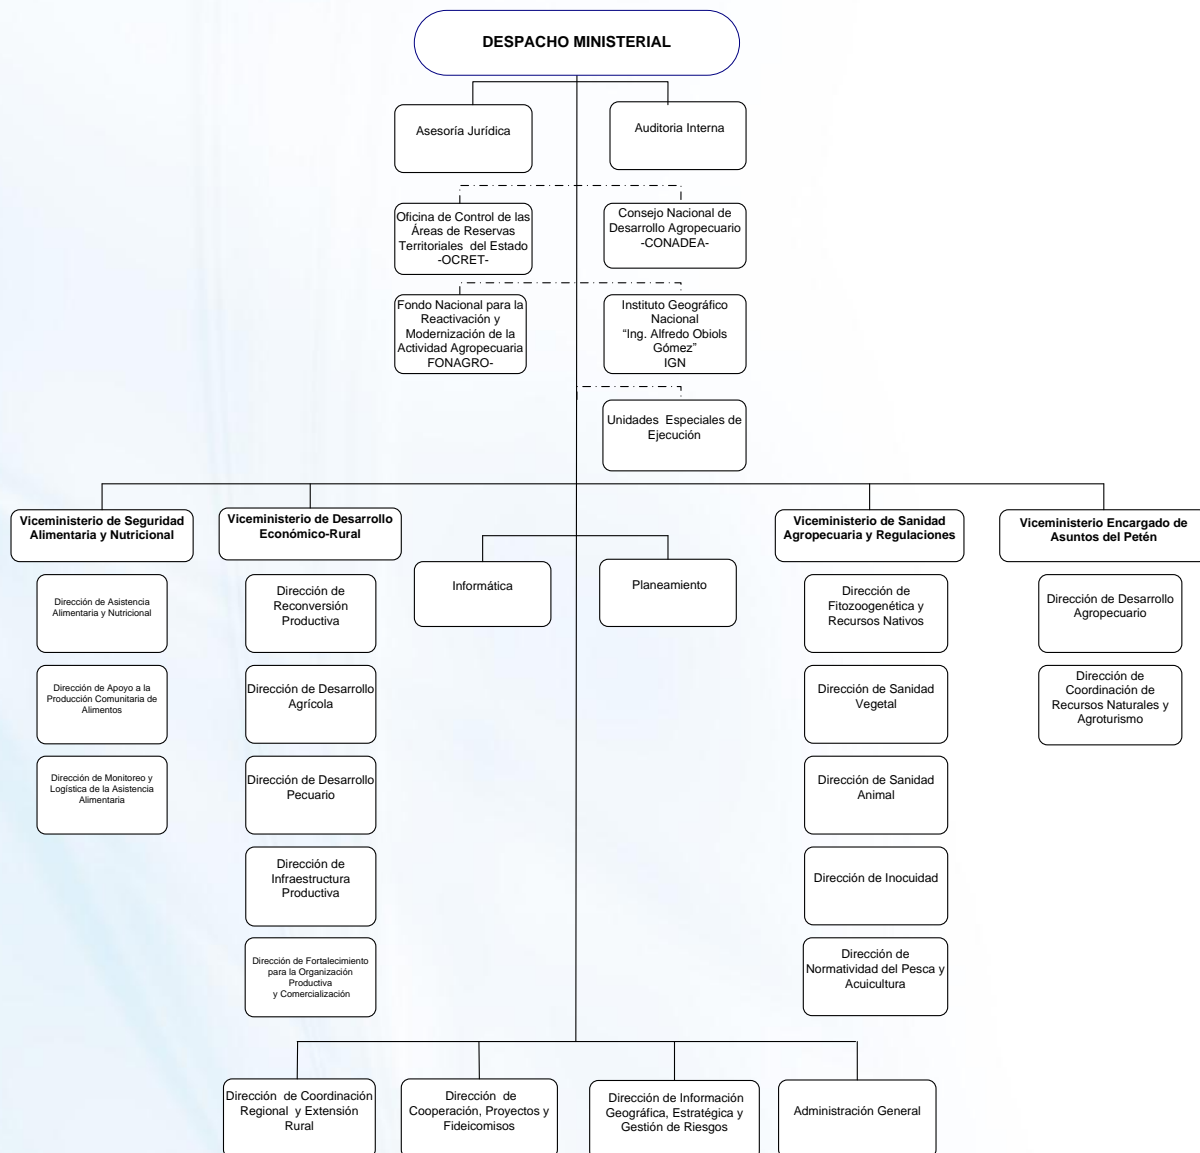 DESPACHO MINISTERIAL
Asesoría Jurídica
Auditoria Interna
Oficina de Control de las
Áreas de Reservas
Territoriales del Estado
-OCRET-
Consejo Nacional de
Desarrollo Agropecuario
-CONADEA-
Fondo Nacional para la
Reactivación y
Modernización de la
Actividad Agropecuaria
FONAGRO-
Instituto Geográfico
Nacional
“Ing. Alfredo Obiols
Gómez”
IGN
Unidades Especiales de
Ejecución
Viceministerio de Seguridad
Alimentaria y Nutricional
Viceministerio de Desarrollo
Económico-Rural
Viceministerio de Sanidad
Agropecuaria y Regulaciones
Viceministerio Encargado de
Asuntos del Petén
Informática
Planeamiento
Dirección de Asistencia
Alimentaria y Nutricional
Dirección de Apoyo a la
Producción Comunitaria de
Alimentos
Dirección de Monitoreo y
Logística de la Asistencia
Alimentaria
Dirección de
Reconversión
Productiva
Dirección de Desarrollo
Agrícola
Dirección de Desarrollo
Pecuario
Dirección de
Infraestructura
Productiva
Dirección de Fortalecimiento
para la Organización
Productiva
y Comercialización
Dirección de
Fitozoogenética y
Recursos Nativos
Dirección de Sanidad
Vegetal
Dirección de Sanidad
Animal
Dirección de Inocuidad
Dirección de
Normatividad del Pesca y
Acuicultura
Dirección de Desarrollo
Agropecuario
Dirección de
Coordinación de
Recursos Naturales y
Agroturismo
Dirección de Coordinación
Regional y Extensión
Rural
Dirección de
Cooperación, Proyectos y
Fideicomisos
Dirección de Información
Geográfica, Estratégica y
Gestión de Riesgos
Administración General